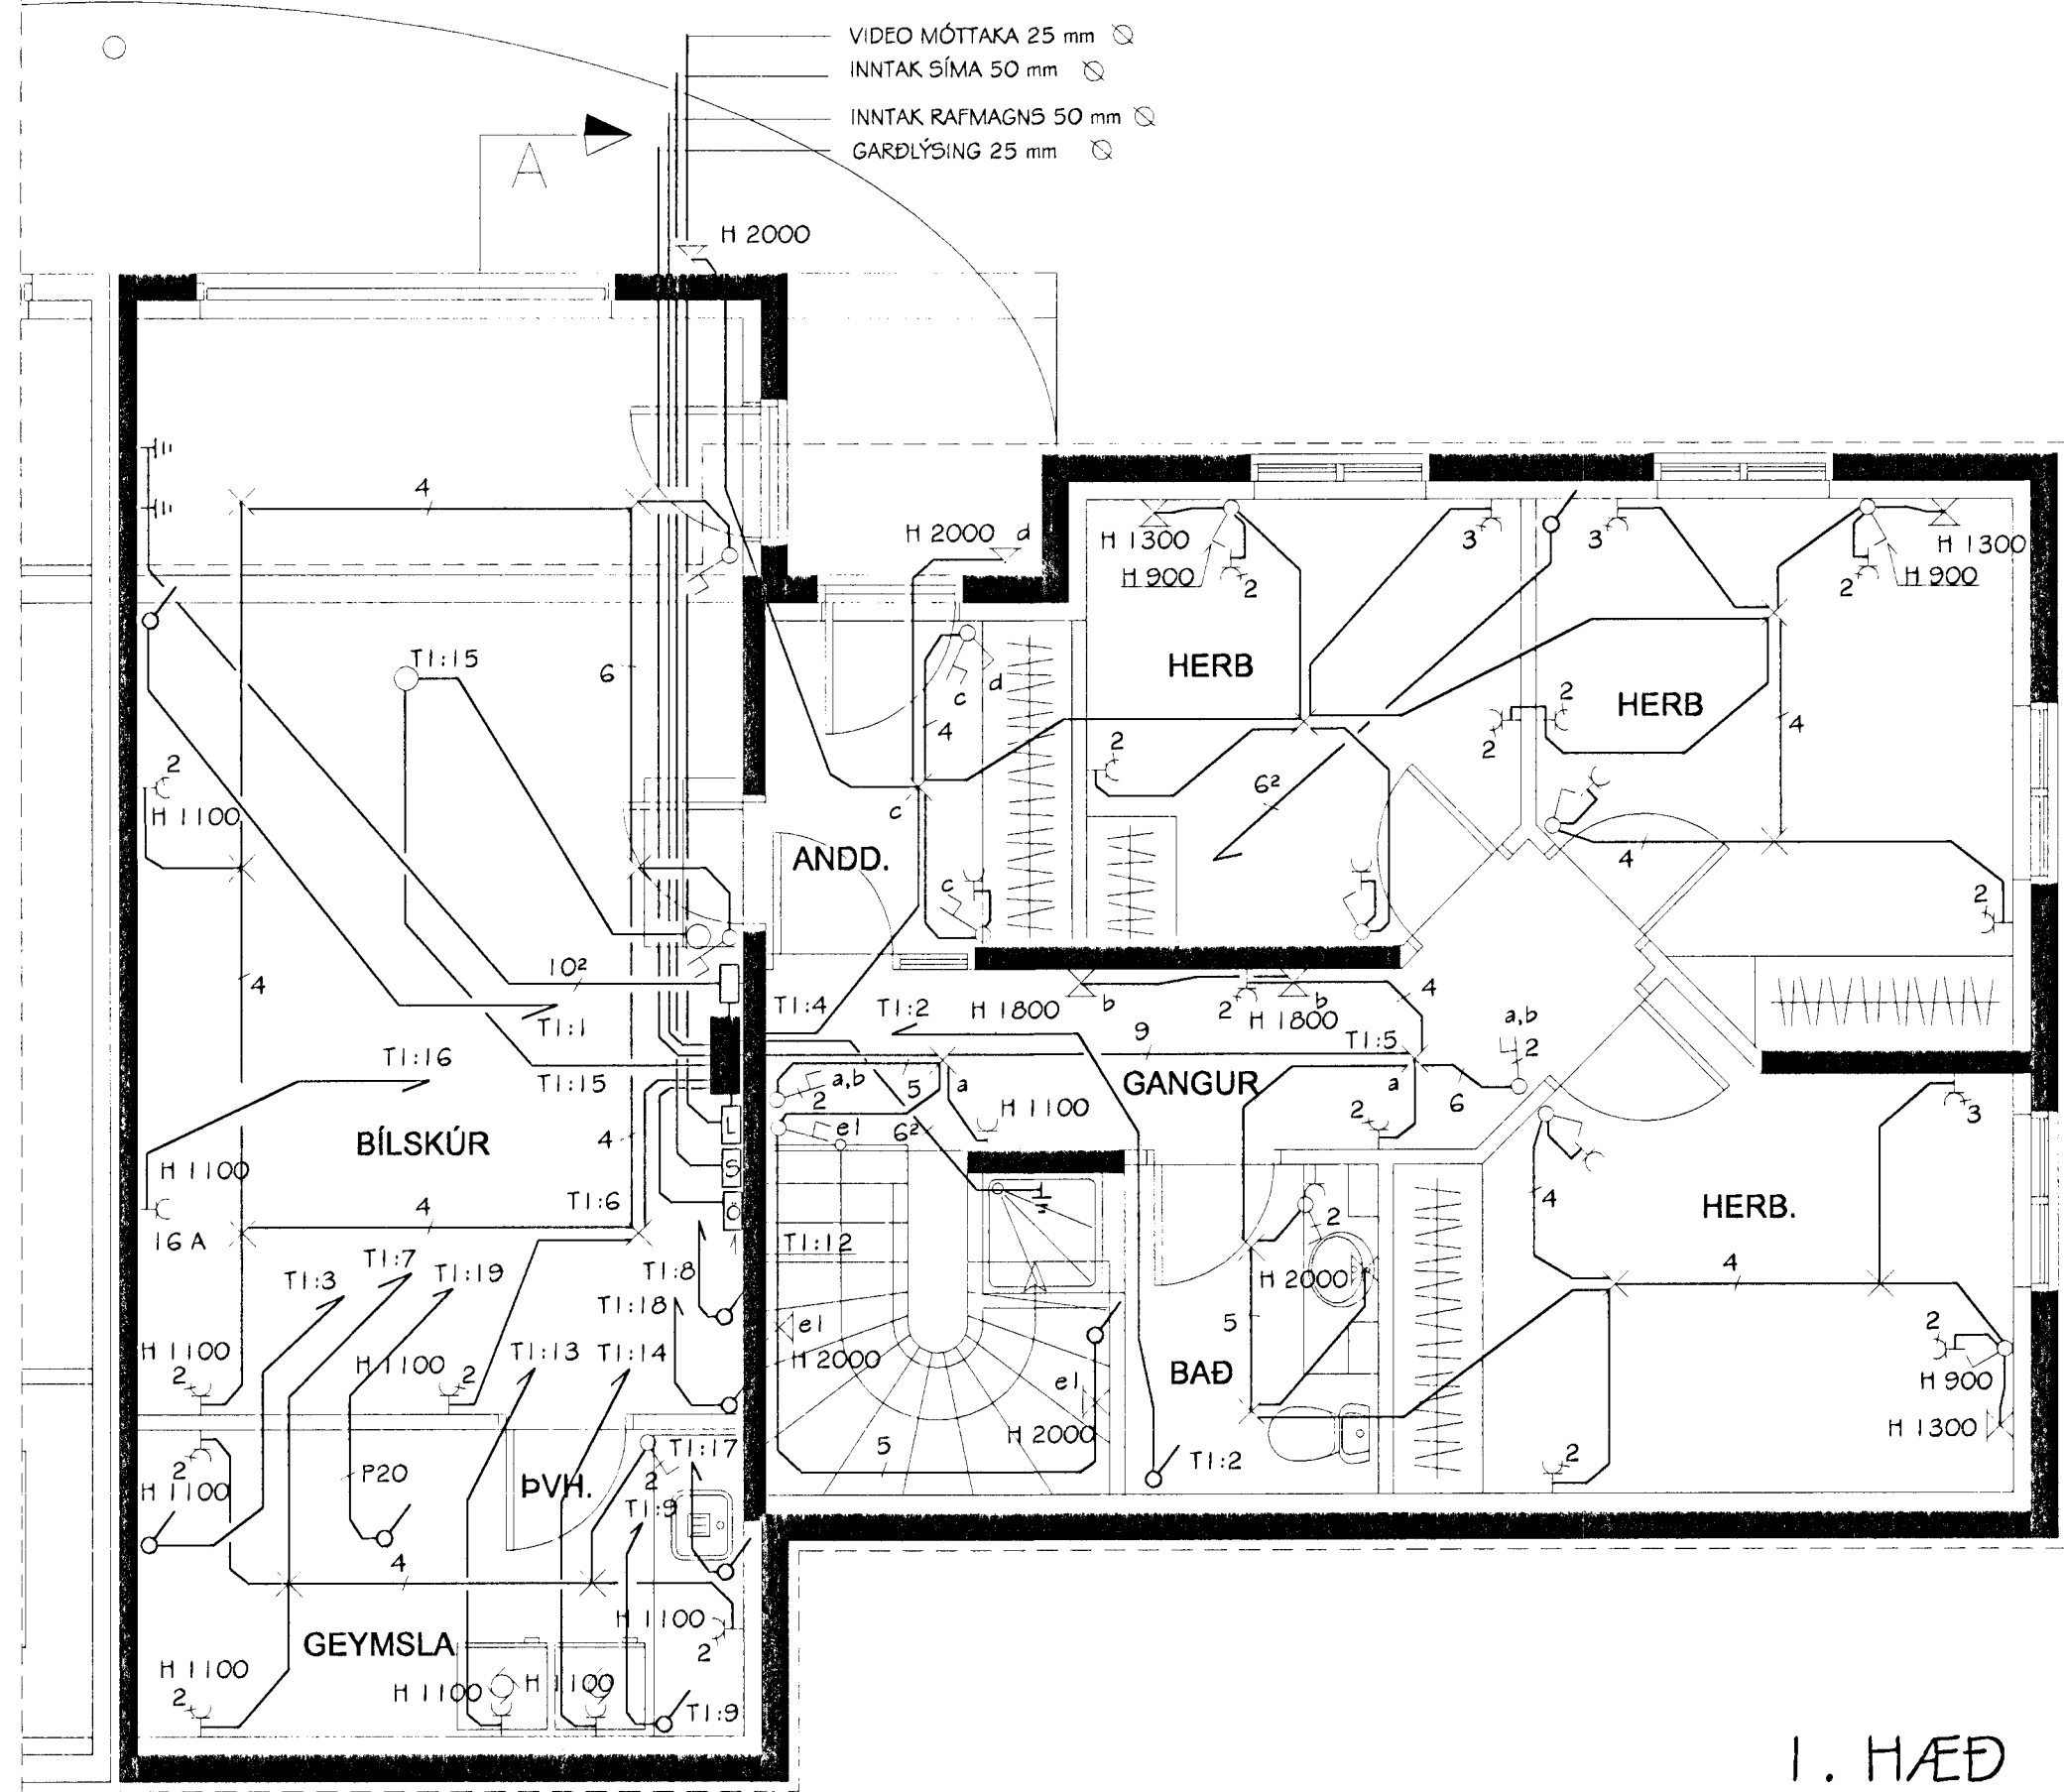 VIDEO MÓTTAKA 25 mm
INNTAK SÍMA 50 mm
INNTAK RAFMAGNS 50 mm
GARÐLÝSING 25 mm
A
H 2000
4
H 2000 d
H 1300
H 900
2
3
3
2
H 1300
H 900
T1:15
6
HERB
HERB
c
d
4
2
2
2
4
2
H 1100
6²
c
ANDD.
c
4
2
4
10²
T1:1
T1:4
T1:2
H 1800
b
2
b
H 1800
4
9
T1:5
a,b
2
T1:16
T1:15
a,b
2
5
a
GANGUR
a
6
3
BÍLSKÚR
4
e1
6²
H 1100
2
L
S
H 1100
16 A
4
T1:6
O
2
4
HERB.
T1:3
T1:7
T1:19
T1:8
T1:12
H 2000
4
T1:18
5
H 1100
2
H 1100
2
T1:13
T1:14
e1
H 2000
BAÐ
2
H 900
e1
H 2000
H 1300
2
H 1100
P20
ÞVH.
2
T1:17
5
T1:2
2
T1:9
4
GEYMSLA
H 1100
2
H 1100
2
H 1100
H 1100
T1:9
1. HÆÐ